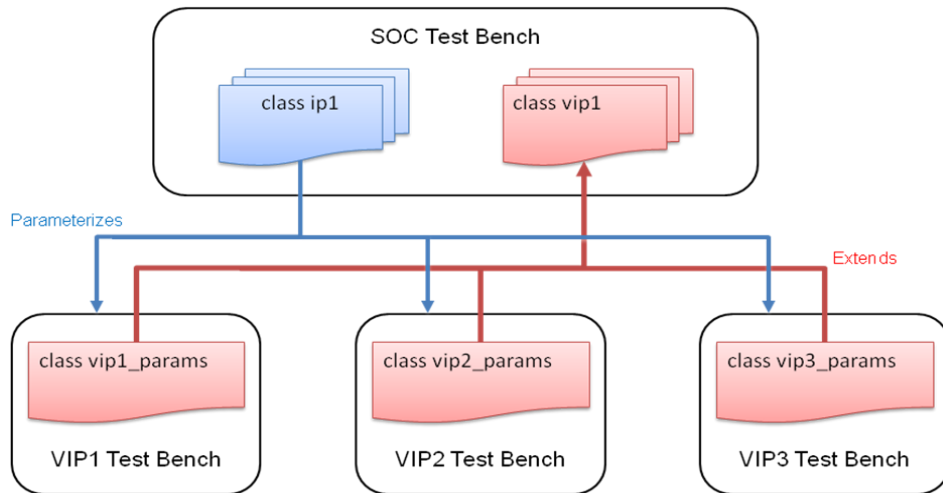 SOC Test Bench
class ip1
class vip1
Parameterizes
Extends
class vip1_params
class vip2_params
class vip3_params
VIP1 Test Bench
VIP2 Test Bench
VIP3 Test Bench